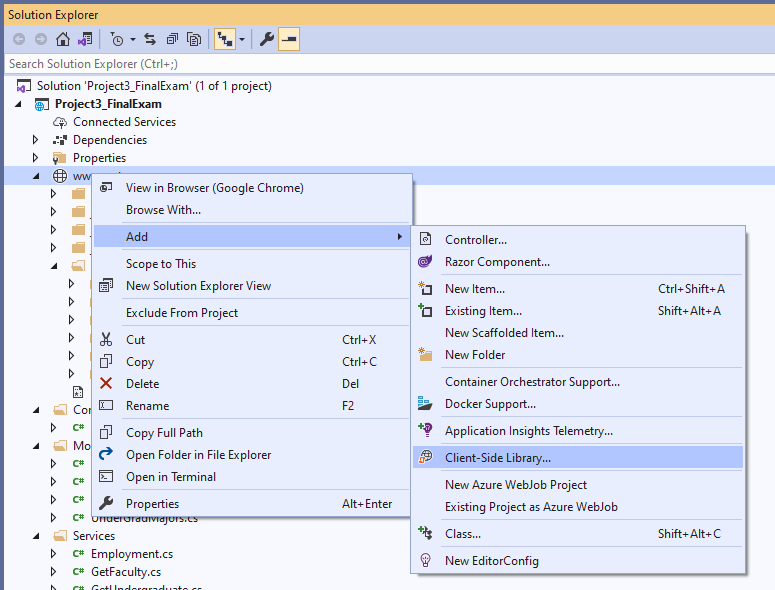 Solution Explorer
Search Solution Explorer (Ctrl+;)
Solution 'Project3_FinalExam' (1 of 1 project)
Project3_FinalExam
Connected Services
Dependencies
Properties
View in Browser (Google Chrome)
Browse With...
Add
Scope to This
New Solution Explorer View
Exclude From Project
Cut Ctrl+X
Copy Ctrl+C
Delete Del
Rename F2
Copy Full Path
Open Folder in File Explorer
Open in Terminal
Properties Alt+Enter
Controller...
Razor Component...
New Item... Ctrl+Shift+A
Existing Item... Shift+Alt+A
New Scaffolded Item...
New Folder
Container Orchestrator Support...
Docker Support...
Application Insights Telemetry...
Client-Side Library...
New Azure WebJob Project
Existing Project as Azure WebJob
Class... Shift+Alt+C
New EditorConfig
Con
Mo
C#
UnderGradMajors.cs
Services
C# Employment.cs
C# GetFaculty.cs
C# GetUndergraduate.cs